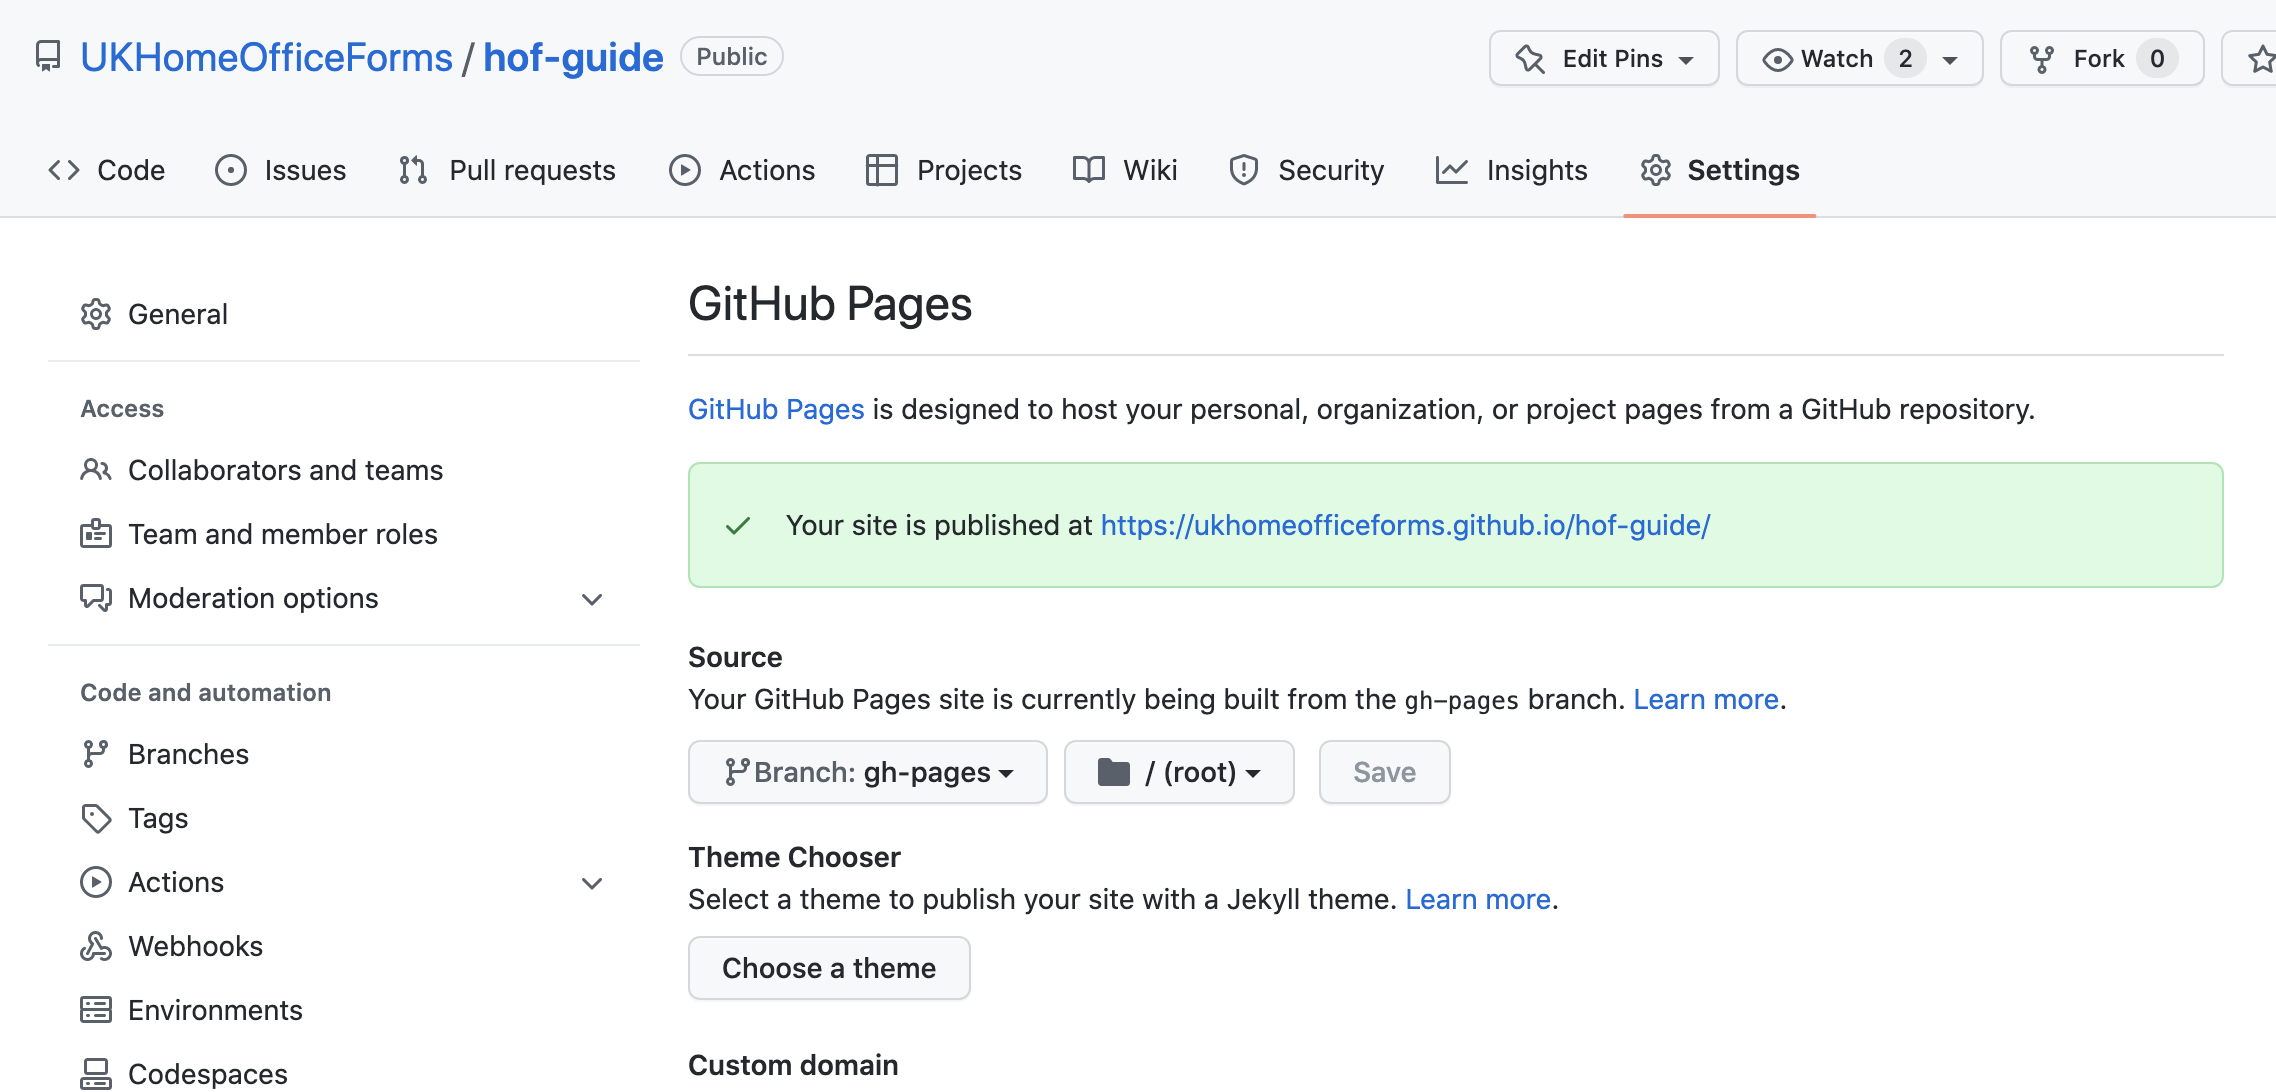 UKHomeOfficeForms / hof-guide Public
Edit Pins Watch 2 Fork 0
Code Issues Pull requests Actions Projects Wiki Security Insights Settings
General
Access
Collaborators and teams
Team and member roles
Moderation options
Code and automation
Branches
Tags
Actions
Webhooks
Environments
Codespaces
GitHub Pages
GitHub Pages is designed to host your personal, organization, or project pages from a GitHub repository.
Your site is published at https://ukhomeofficeforms.github.io/hof-guide/
Source
Your GitHub Pages site is currently being built from the gh-pages branch. Learn more.
Branch: gh-pages / (root) Save
Theme Chooser
Select a theme to publish your site with a Jekyll theme. Learn more.
Choose a theme
Custom domain